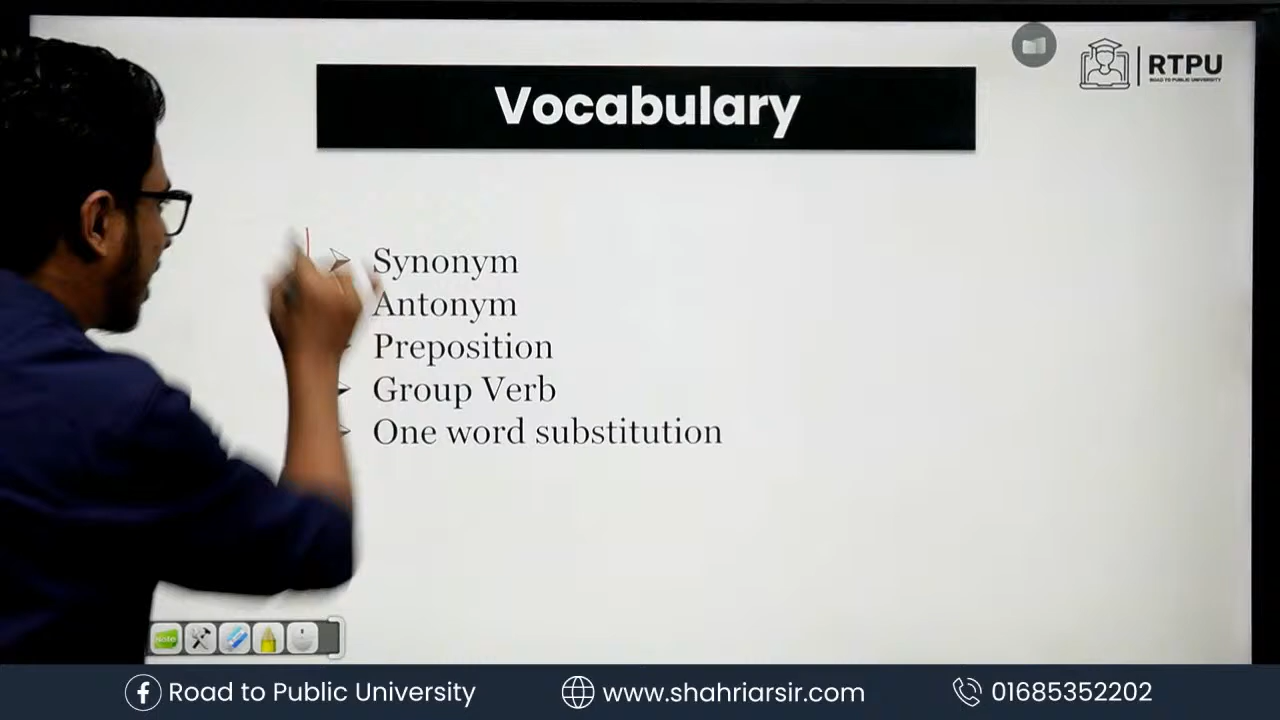 Vocabulary
RTPU
ROAD TO PUBLIC UNIVERSITY
Synonym
Antonym
Preposition
Group Verb
One word substitution
Note
Road to Public University
www.shahriarsir.com
01685352202